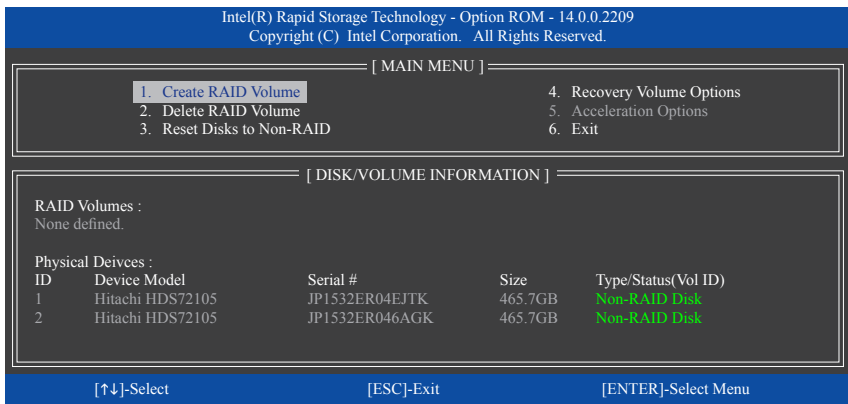 Intel(R) Rapid Storage Technology - Option ROM - 14.0.0.2209
Copyright (C) Intel Corporation. All Rights Reserved.
[ MAIN MENU ]
1. Create RAID Volume
2. Delete RAID Volume
3. Reset Disks to Non-RAID
4. Recovery Volume Options
5. Acceleration Options
6. Exit
[ DISK/VOLUME INFORMATION ]
RAID Volumes :
None defined.
Physical Deivces :
ID Device Model Serial # Size Type/Status(Vol ID)
1 Hitachi HDS72105 JP1532ER04EJTK 465.7GB Non-RAID Disk
2 Hitachi HDS72105 JP1532ER046AGK 465.7GB Non-RAID Disk
[↑↓]-Select [ESC]-Exit [ENTER]-Select Menu